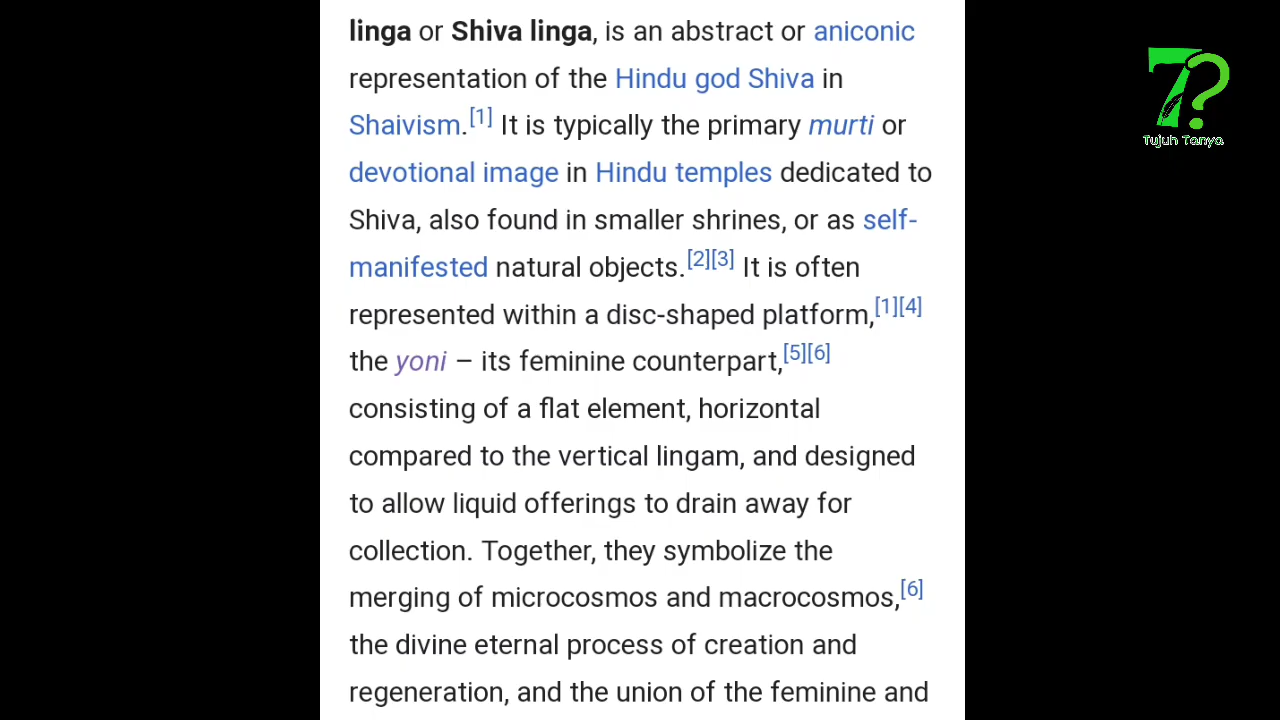 linga or Shiva linga, is an abstract or aniconic
representation of the Hindu god Shiva in
Shaivism.[1] It is typically the primary murti or
devotional image in Hindu temples dedicated to
Shiva, also found in smaller shrines, or as self-
manifested natural objects.[2][3] It is often
represented within a disc-shaped platform,[1][4]
the yoni – its feminine counterpart,[5][6]
consisting of a flat element, horizontal
compared to the vertical lingam, and designed
to allow liquid offerings to drain away for
collection. Together, they symbolize the
merging of microcosmos and macrocosmos,[6]
the divine eternal process of creation and
regeneration, and the union of the feminine and
7?
Tujuh Tanya